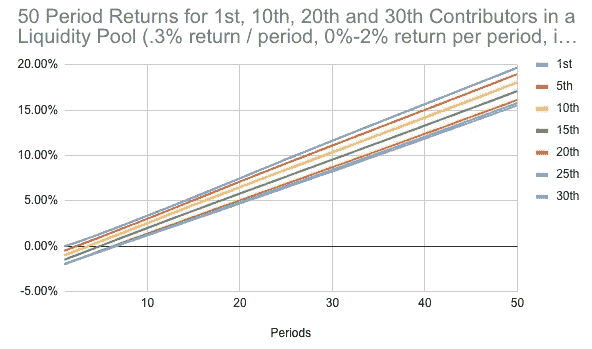 50 Period Returns for 1st, 10th, 20th and 30th Contributors in a
Liquidity Pool (.3% return / period, 0%-2% return per period, i…
20.00%
15.00%
10.00%
5.00%
0.00%
-5.00%
10
20
30
40
50
Periods
1st
5th
10th
15th
20th
25th
30th